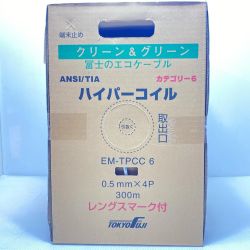 端末止め
クリーン＆グリーン
冨士のエコケーブル
ANSI/TIA カテゴリー6
ハイパーコイル
取出口
EM-TPCC 6
0.5mm×4P
300m
レングスマーク付
TOKYO FUJI